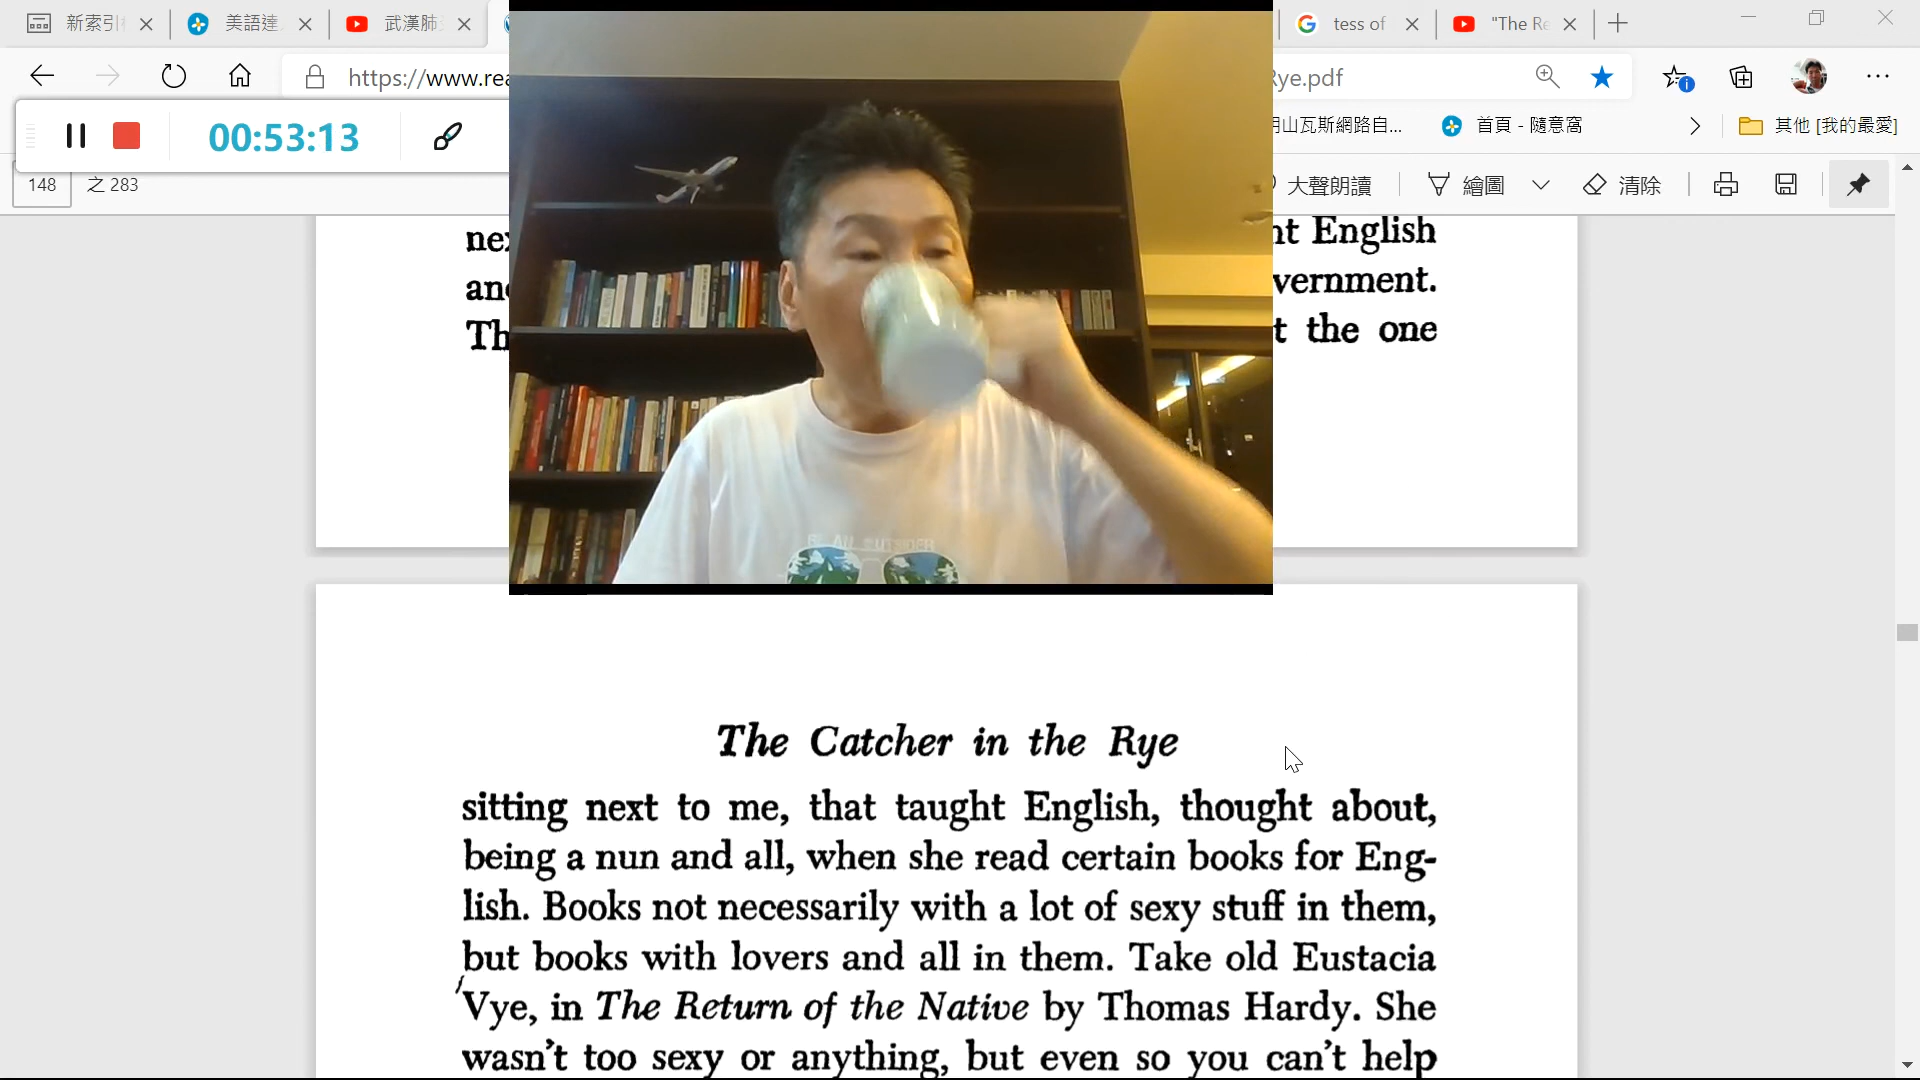 新索引
美語達
武漢肺
tess of
"The Re
https://www.rea
Rye.pdf
00:53:13
山瓦斯網路自...
首頁 - 隨意窩
其他 [我的最愛]
148
之 283
大聲朗讀
繪圖
清除
nt English
vernment.
Th
t the one
BE AN OUTSIDER
The Catcher in the Rye
sitting next to me, that taught English, thought about,
being a nun and all, when she read certain books for Eng-
lish. Books not necessarily with a lot of sexy stuff in them,
but books with lovers and all in them. Take old Eustacia
Vye, in The Return of the Native by Thomas Hardy. She
wasn't too sexy or anything, but even so you can't help